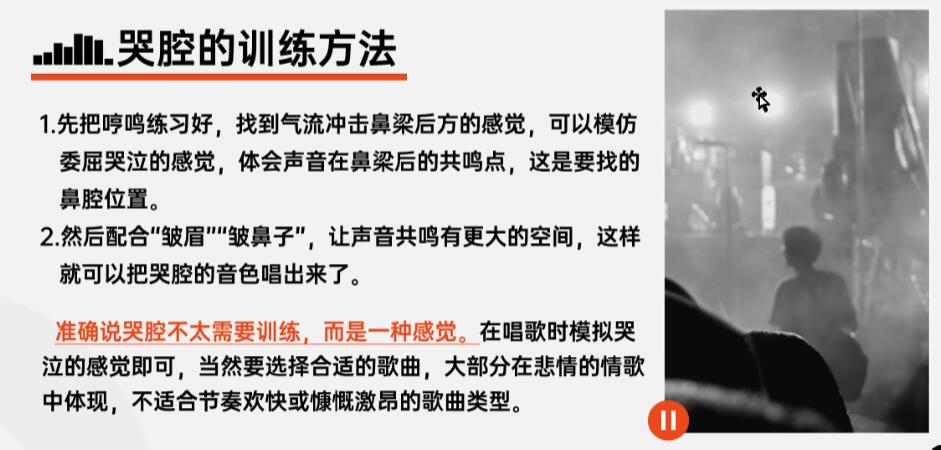 哭腔的训练方法
1.先把哼鸣练习好，找到气流冲击鼻梁后方的感觉，可以模仿
委屈哭泣的感觉，体会声音在鼻梁后的共鸣点，这是要找的
鼻腔位置。
2.然后配合“皱眉”“皱鼻子”，让声音共鸣有更大的空间，这样
就可以把哭腔的音色唱出来了。
准确说哭腔不太需要训练，而是一种感觉。在唱歌时模拟哭
泣的感觉即可，当然要选择合适的歌曲，大部分在悲情的情歌
中体现，不适合节奏欢快或慷慨激昂的歌曲类型。